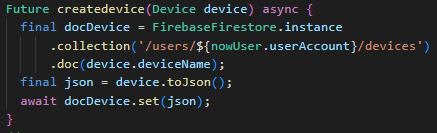 Future createdevice(Device device) async {
final docDevice = FirebaseFirestore.instance
.collection('/users/${nowUser.userAccount}/devices')
.doc(device.deviceName);
final json = device.toJson();
await docDevice.set(json);
}